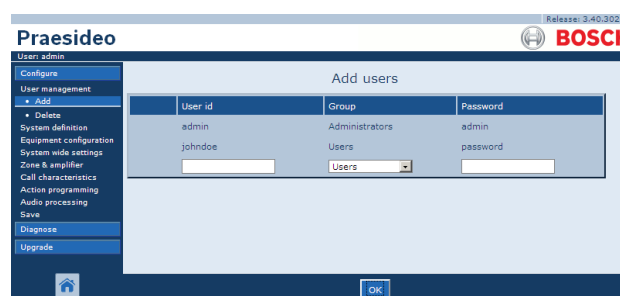 Release: 3.40.302
Praesideo
BOSCH
User: admin
Configure
User management
• Add
• Delete
System definition
Equipment configuration
System wide settings
Zone & amplifier
Call characteristics
Action programming
Audio processing
Save
Diagnose
Upgrade
Add users
User id Group Password
admin Administrators admin
johndoe Users password
Users
OK